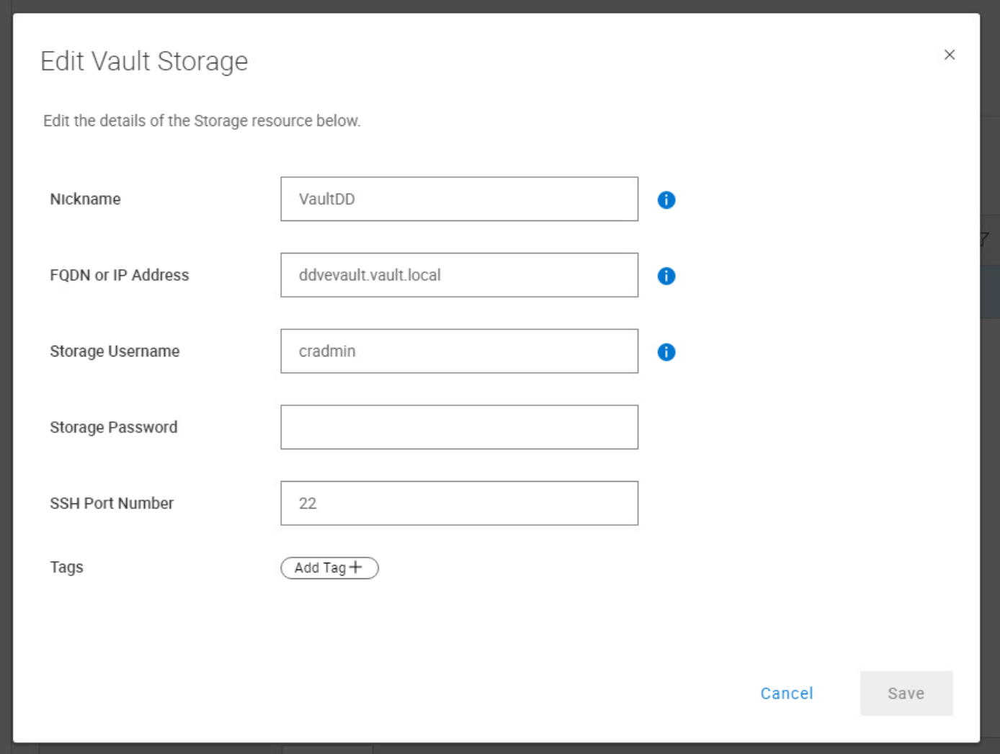 Edit Vault Storage
Edit the details of the Storage resource below.
Nickname
VaultDD
FQDN or IP Address
ddvevault.vault.local
Storage Username
cradmin
Storage Password
SSH Port Number
22
Tags
Add Tag+
Cancel
Save